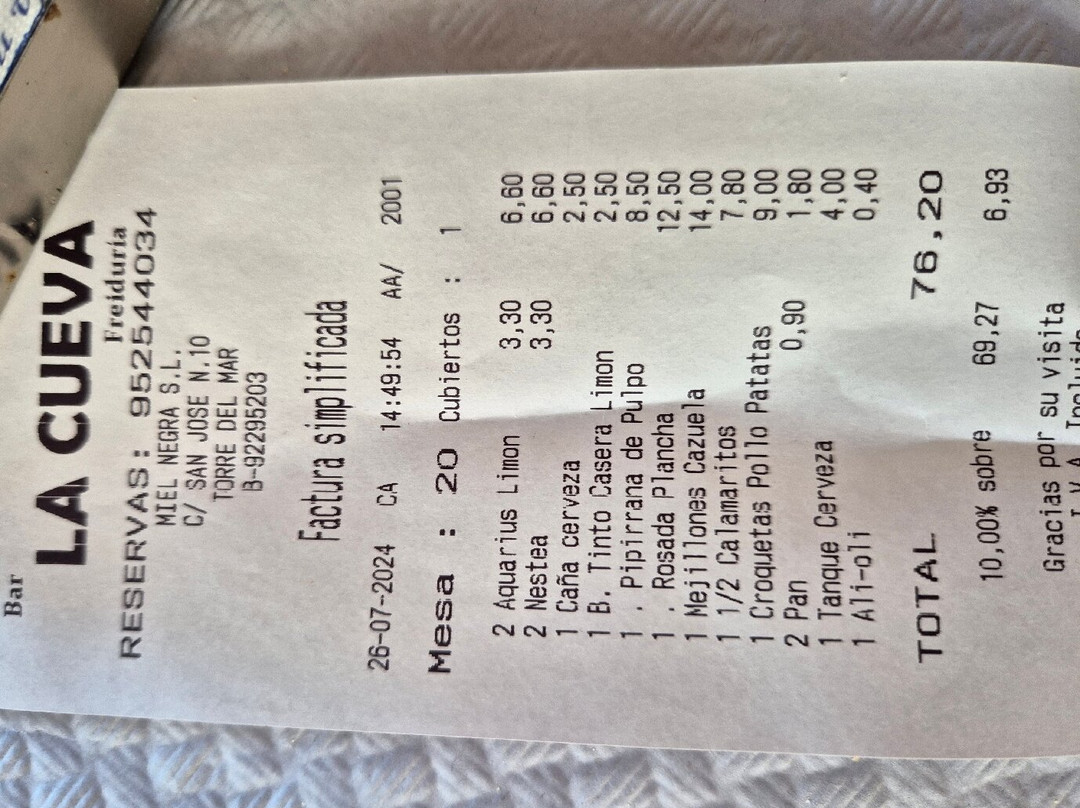 Bar
LA CUEVA
Freiduría
RESERVAS: 952544034
MIEL NEGRA S.L.
C/ SAN JOSE N.10
TORRE DEL MAR
B-92295203
Factura simplificada
26-07-2024 CA 14:49:54 AA/ 2001
Mesa : 20 Cubiertos : 1
2 Aquarius Limon 3,30 6,60
2 Nestea 3,30 6,60
1 Caña cerveza 2,50
1 B. Tinto Casera Limon 2,50
1 . Pipirrana de Pulpo 8,50
1 . Rosada Plancha 12,50
1 Mejillones Cazuela 14,00
1 1/2 Calamaritos 7,80
1 Croquetas Pollo Patatas 9,00
2 Pan 0,90 1,80
1 Tanque Cerveza 4,00
1 Ali-oli 0,40
TOTAL 76,20
10,00% sobre 69,27 6,93
Gracias por su visita
I.V.A. Incluido